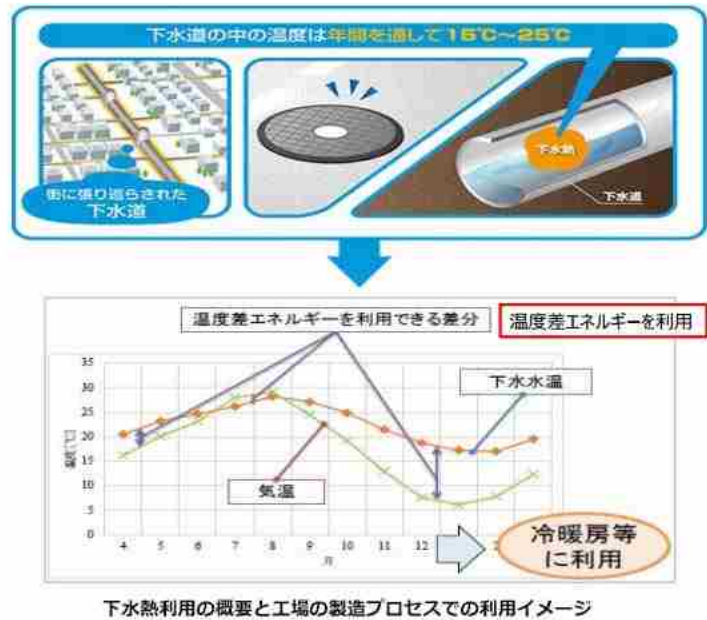 下水道の中の温度は年間を通して15℃~25℃
街に張り巡らされた
下水道
下水熱
下水道
温度差エネルギーを利用できる差分
温度差エネルギーを利用
35
30
25
20
15
10
5
0
温度[℃]
下水水温
気温
4 5 6 7 8 9 10 11 12 2
月
冷暖房等
に利用
下水熱利用の概要と工場の製造プロセスでの利用イメージ